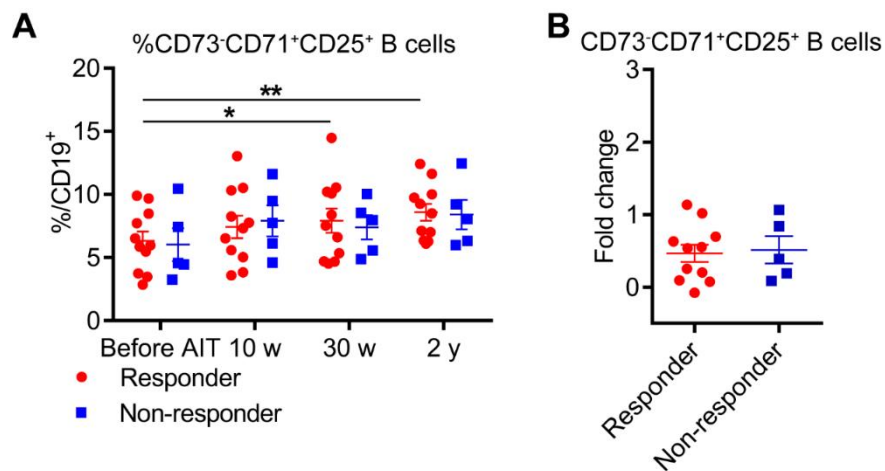 A
%CD73⁻CD71⁺CD25⁺ B cells
**
*
%/CD19⁺
20
15
10
5
0
Before AIT 10 w 30 w 2 y
Responder
Non-responder
B
CD73⁻CD71⁺CD25⁺ B cells
Fold change
3
2
1
0
Responder
Non-responder